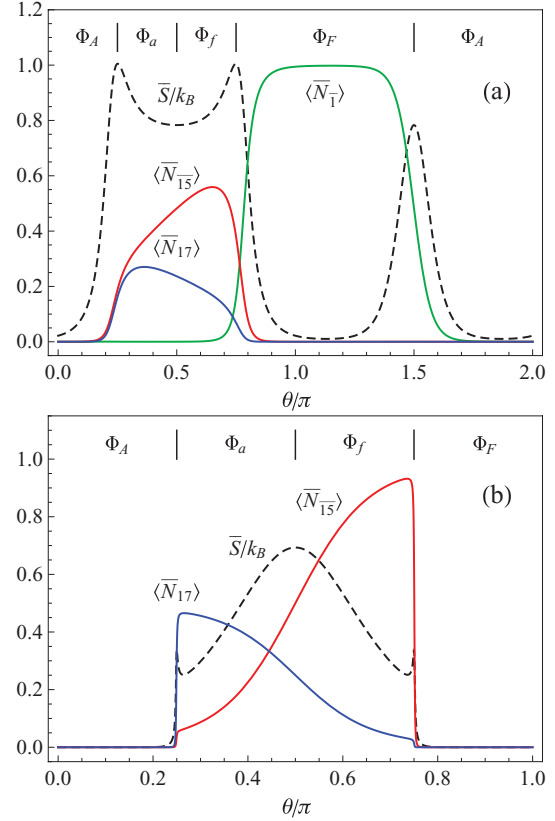 Φ_A Φ_a Φ_f Φ_F Φ_A
1.2
1.0
0.8
0.6
0.4
0.2
0.0
S̅/k_B
⟨N̅_1̅⟩
(a)
⟨N̅_1̅5̅⟩
⟨N̅_17⟩
0.0 0.5 1.0 1.5 2.0
θ/π
Φ_A Φ_a Φ_f Φ_F
1.0
0.8
0.6
0.4
0.2
0.0
⟨N̅_1̅5̅⟩
(b)
S̅/k_B
⟨N̅_17⟩
0.0 0.2 0.4 0.6 0.8 1.0
θ/π